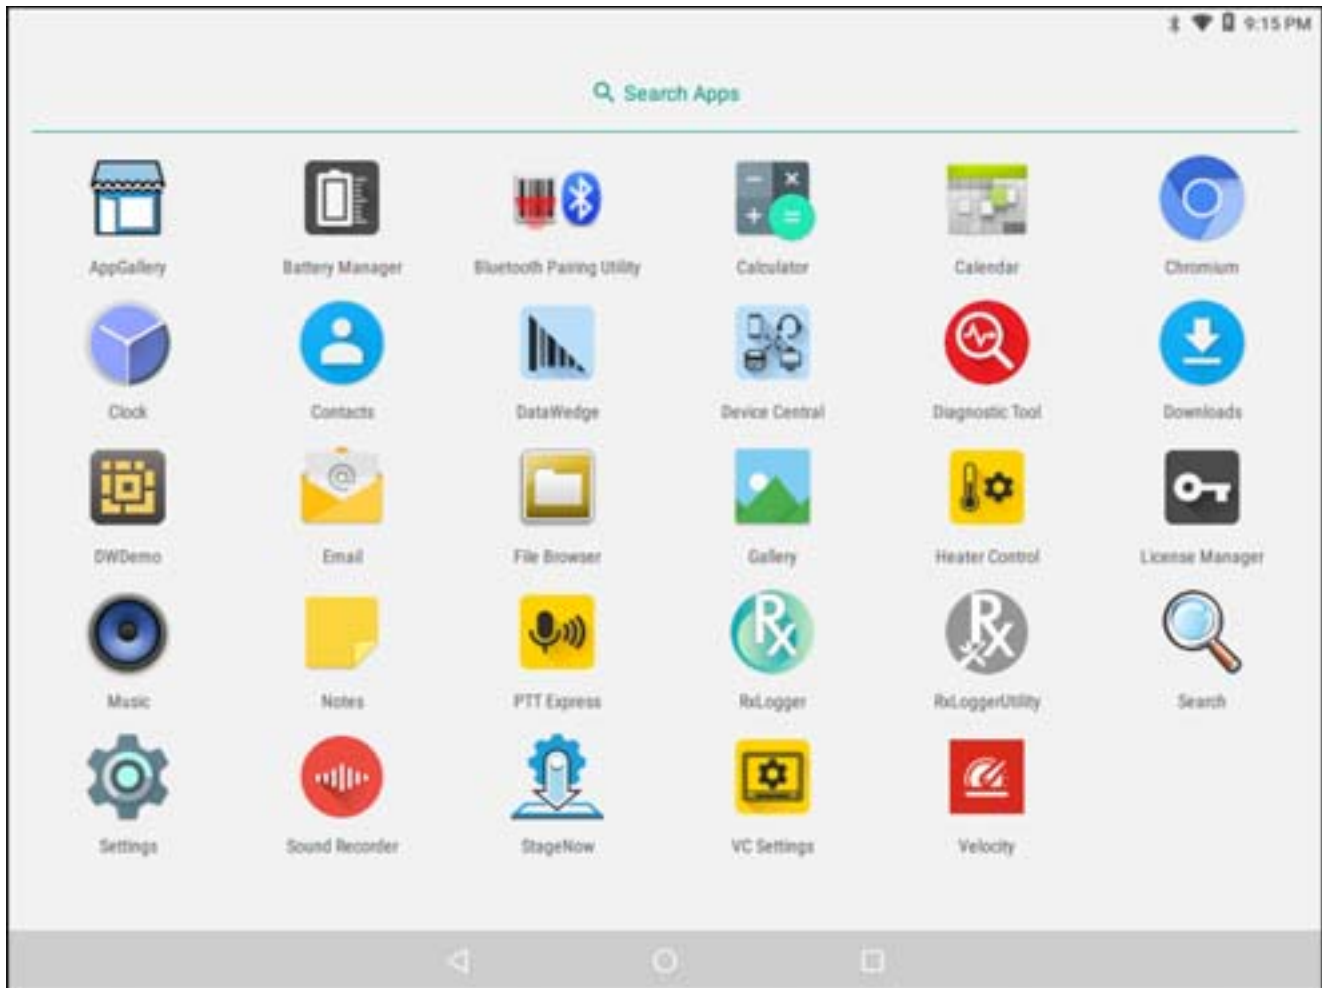 9:15 PM
Search Apps
AppGallery Battery Manager Bluetooth Pairing Utility Calculator Calendar Chromium
Clock Contacts DataWedge Device Central Diagnostic Tool Downloads
DWDemo Email File Browser Gallery Heater Control License Manager
Music Notes PTT Express RxLogger RxLoggerUtility Search
Settings Sound Recorder StageNow VC Settings Velocity